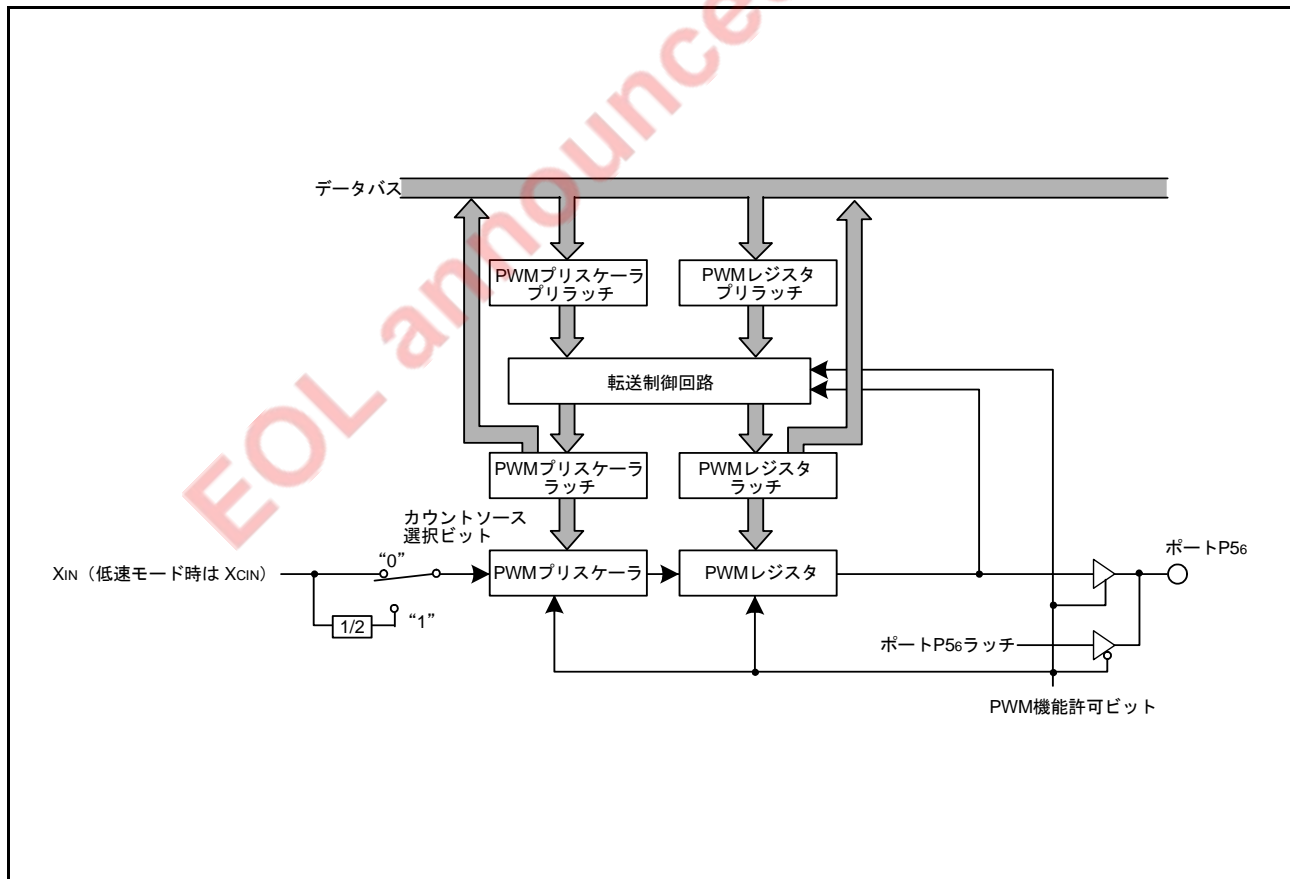 EOL announced
データバス
PWMプリスケーラ
プリラッチ
PWMレジスタ
プリラッチ
転送制御回路
PWMプリスケーラ
ラッチ
PWMレジスタ
ラッチ
カウントソース
選択ビット
XIN（低速モード時は XCIN）
“0”
PWMプリスケーラ
PWMレジスタ
ポートP56
1/2
“1”
ポートP56ラッチ
PWM機能許可ビット